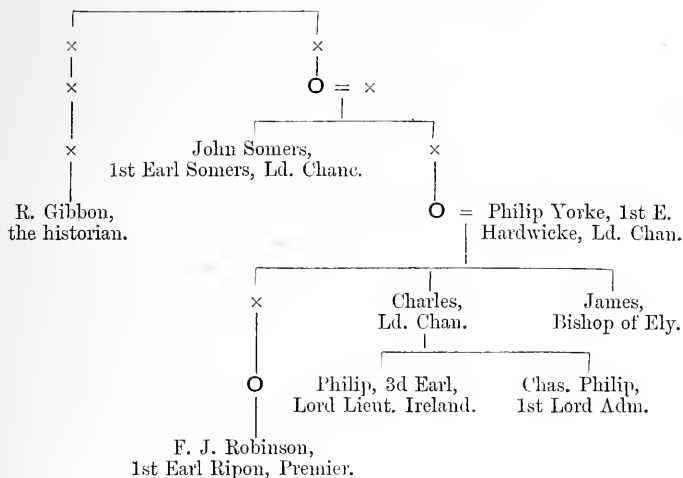 ×
×
×
O = ×
×
John Somers,
1st Earl Somers, Ld. Chanc.
×
R. Gibbon,
the historian.
O = Philip Yorke, 1st E.
Hardwicke, Ld. Chan.
×
Charles,
Ld. Chan.
James,
Bishop of Ely.
O
Philip, 3d Earl,
Lord Lieut. Ireland.
Chas. Philip,
1st Lord Adm.
F. J. Robinson,
1st Earl Ripon, Premier.